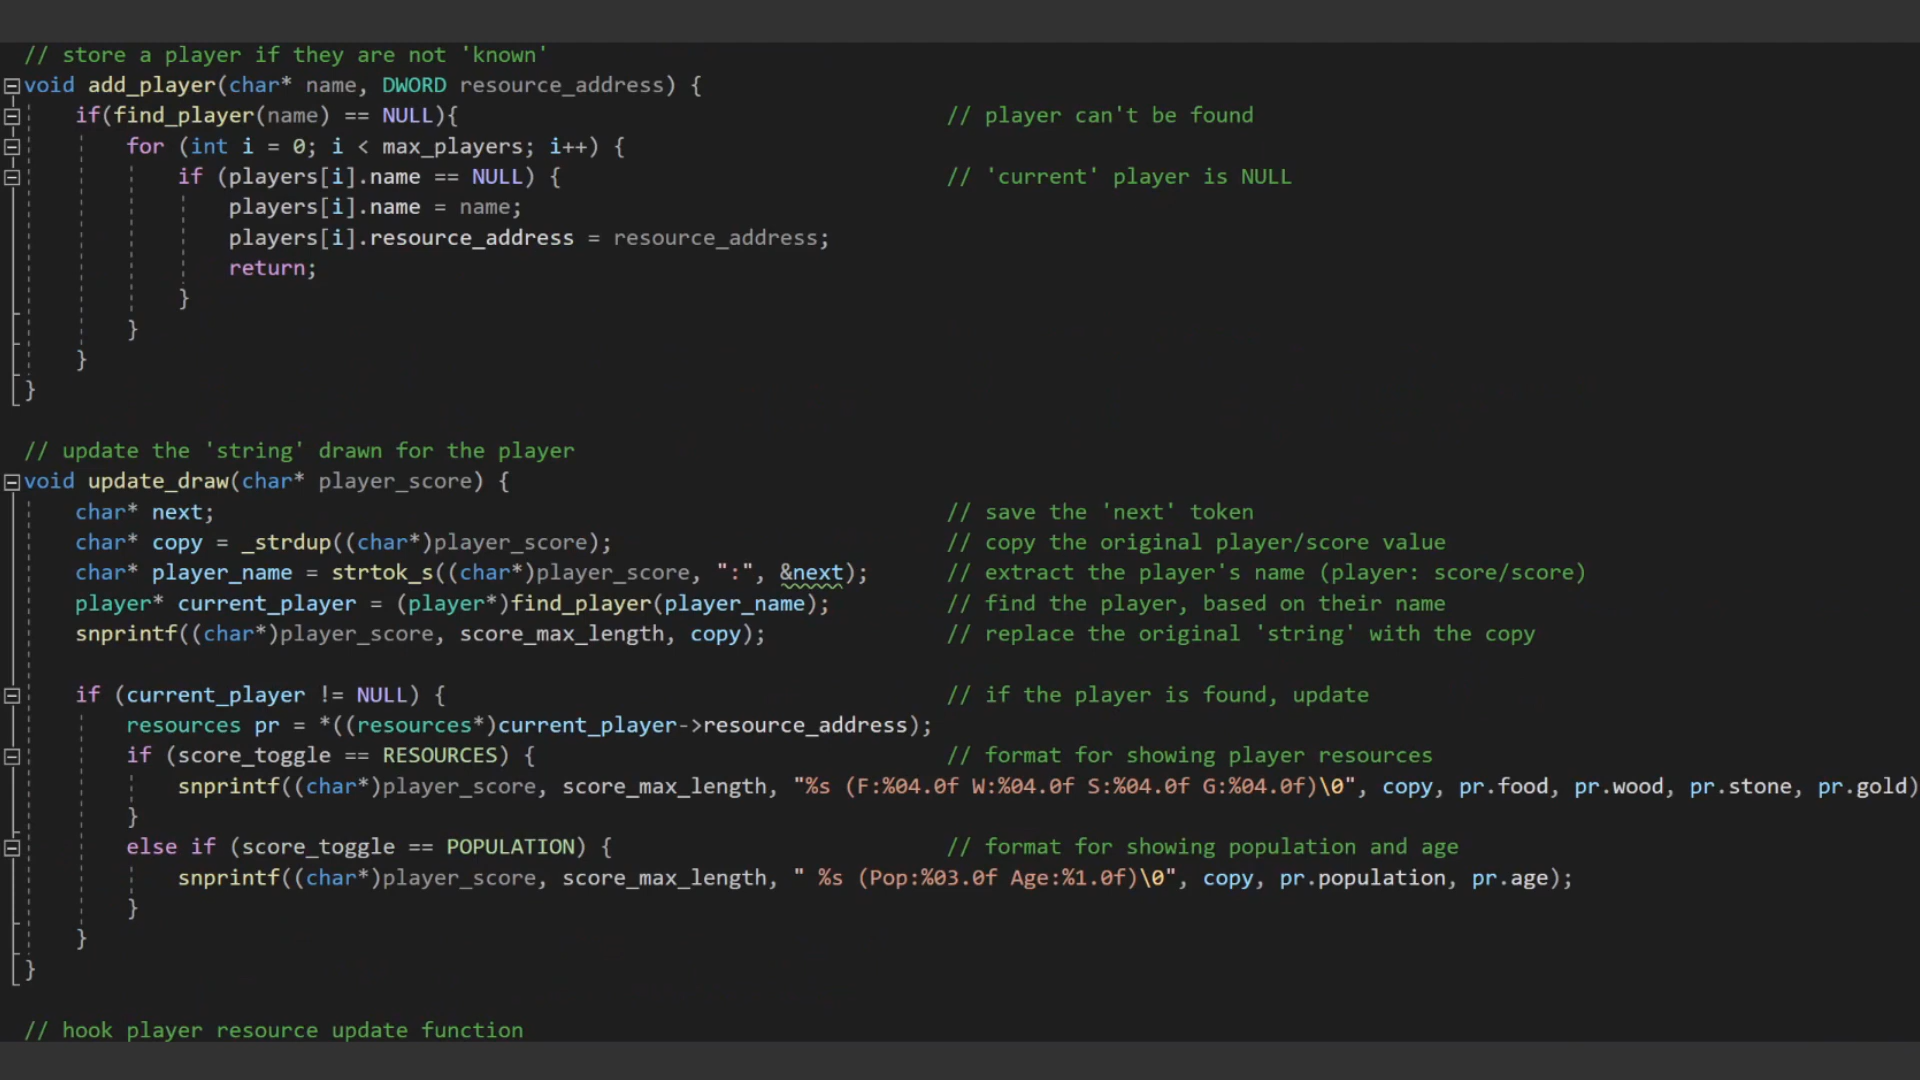 // store a player if they are not 'known'
void add_player(char* name, DWORD resource_address) {
    if(find_player(name) == NULL){ // player can't be found
        for (int i = 0; i < max_players; i++) {
            if (players[i].name == NULL) { // 'current' player is NULL
                players[i].name = name;
                players[i].resource_address = resource_address;
                return;
            }
        }
    }
}
// update the 'string' drawn for the player
void update_draw(char* player_score) {
    char* next; // save the 'next' token
    char* copy = _strdup((char*)player_score); // copy the original player/score value
    char* player_name = strtok_s((char*)player_score, ":", &next); // extract the player's name (player: score/score)
    player* current_player = (player*)find_player(player_name); // find the player, based on their name
    snprintf((char*)player_score, score_max_length, copy); // replace the original 'string' with the copy
    if (current_player != NULL) { // if the player is found, update
        resources pr = *((resources*)current_player->resource_address);
        if (score_toggle == RESOURCES) { // format for showing player resources
            snprintf((char*)player_score, score_max_length, "%s (F:%04.0f W:%04.0f S:%04.0f G:%04.0f)\0", copy, pr.food, pr.wood, pr.stone, pr.gold)
        }
        else if (score_toggle == POPULATION) { // format for showing population and age
            snprintf((char*)player_score, score_max_length, " %s (Pop:%03.0f Age:%1.0f)\0", copy, pr.population, pr.age);
        }
    }
}
// hook player resource update function